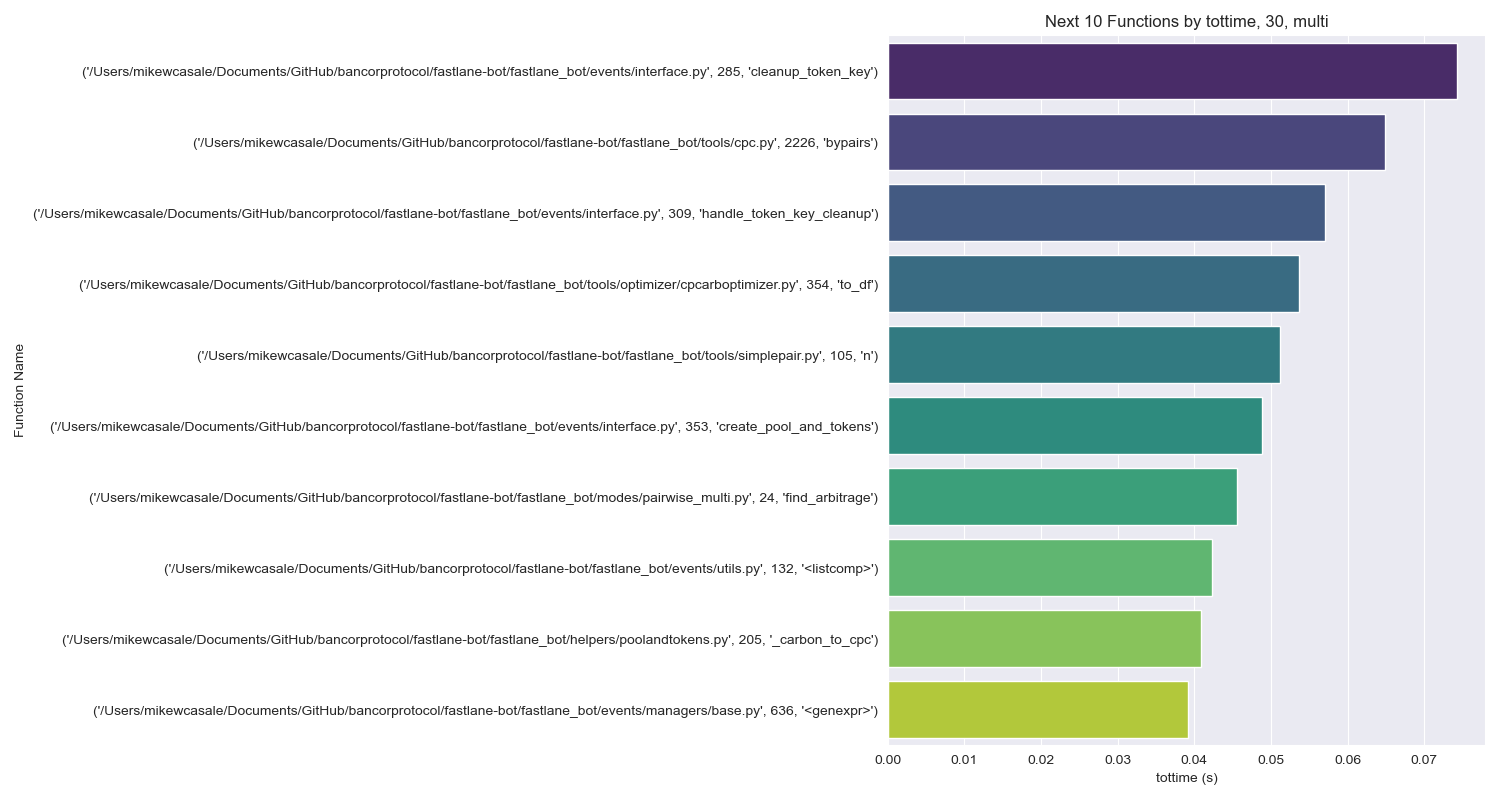 Next 10 Functions by tottime, 30, multi
('/Users/mikewcasale/Documents/GitHub/bancorprotocol/fastlane-bot/fastlane_bot/events/interface.py', 285, 'cleanup_token_key')
('/Users/mikewcasale/Documents/GitHub/bancorprotocol/fastlane-bot/fastlane_bot/tools/cpc.py', 2226, 'bypairs')
('/Users/mikewcasale/Documents/GitHub/bancorprotocol/fastlane-bot/fastlane_bot/events/interface.py', 309, 'handle_token_key_cleanup')
('/Users/mikewcasale/Documents/GitHub/bancorprotocol/fastlane-bot/fastlane_bot/tools/optimizer/cpcarboptimizer.py', 354, 'to_df')
('/Users/mikewcasale/Documents/GitHub/bancorprotocol/fastlane-bot/fastlane_bot/tools/simplepair.py', 105, 'n')
('/Users/mikewcasale/Documents/GitHub/bancorprotocol/fastlane-bot/fastlane_bot/events/interface.py', 353, 'create_pool_and_tokens')
('/Users/mikewcasale/Documents/GitHub/bancorprotocol/fastlane-bot/fastlane_bot/modes/pairwise_multi.py', 24, 'find_arbitrage')
('/Users/mikewcasale/Documents/GitHub/bancorprotocol/fastlane-bot/fastlane_bot/events/utils.py', 132, '<listcomp>')
('/Users/mikewcasale/Documents/GitHub/bancorprotocol/fastlane-bot/fastlane_bot/helpers/poolandtokens.py', 205, '_carbon_to_cpc')
('/Users/mikewcasale/Documents/GitHub/bancorprotocol/fastlane-bot/fastlane_bot/events/managers/base.py', 636, '<genexpr>')
Function Name
0.00 0.01 0.02 0.03 0.04 0.05 0.06 0.07
tottime (s)